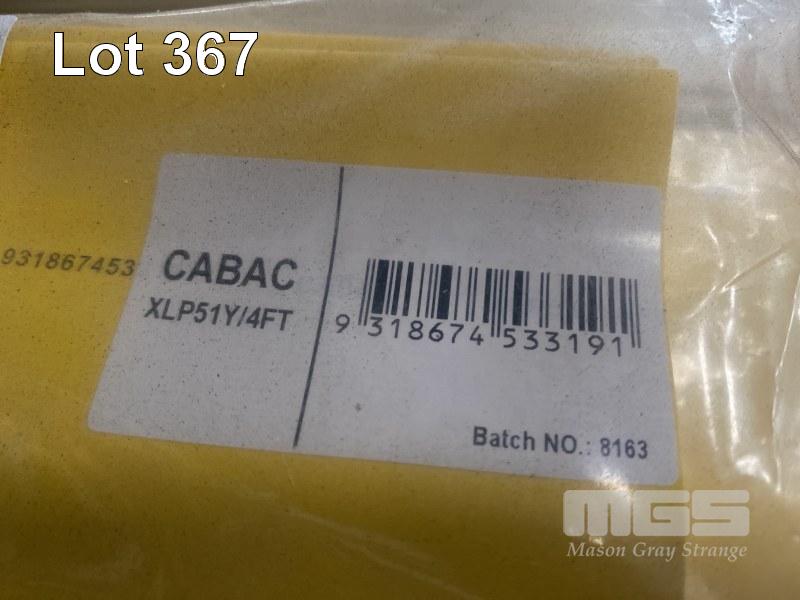 Lot 367
931867453
CABAC
XLP51Y/4FT
9 318674 533191
Batch NO.: 8163
MGS
Mason Gray Strange